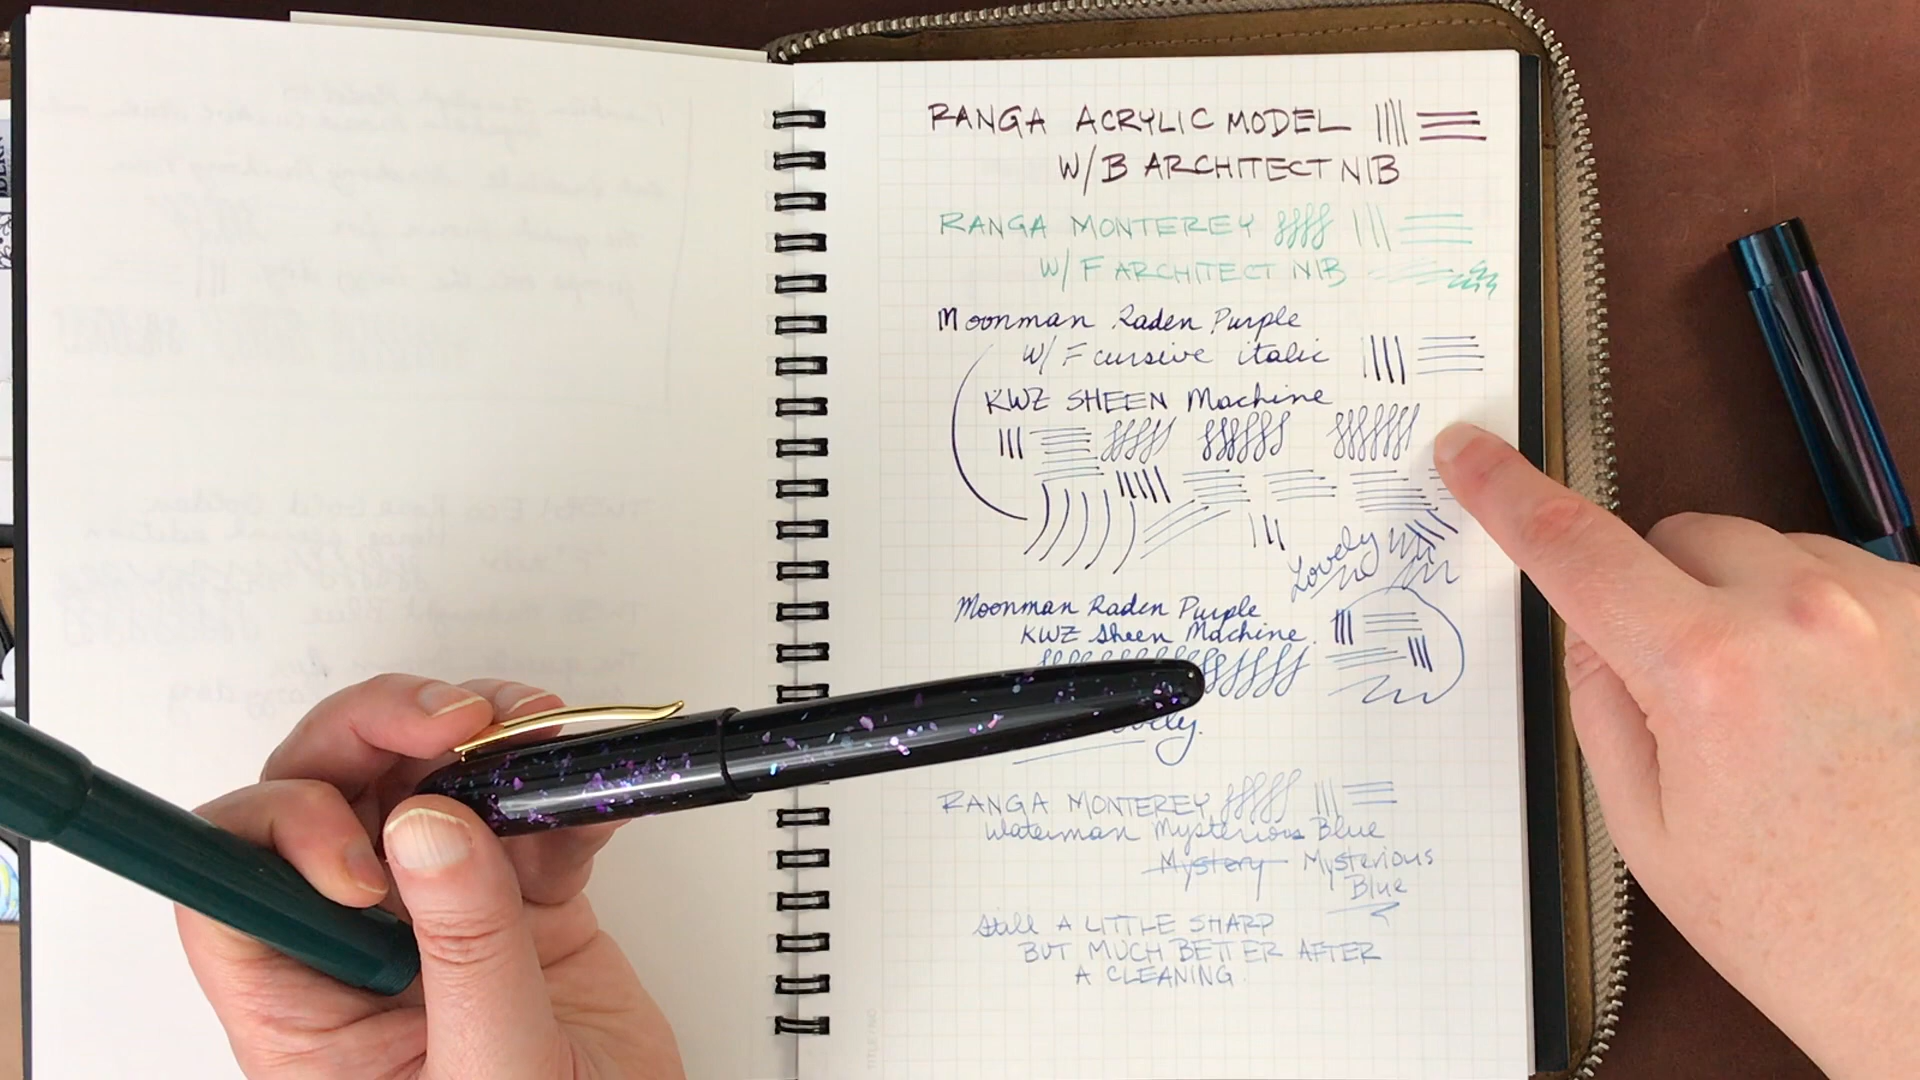 RANGA ACRYLIC MODEL
W/B ARCHITECT NIB
RANGA MONTEREY
W/ F ARCHITECT NIB
Moonman Raden Purple
W/ F cursive italic
KWZ SHEEN Machine
Lovely
Moonman Raden Purple
KWZ Sheen Machine.
RANGA MONTEREY
Waterman Mysterious Blue
Mystery Mysterious
Blue
Still A LITTLE SHARP
BUT MUCH BETTER AFTER
A CLEANING.